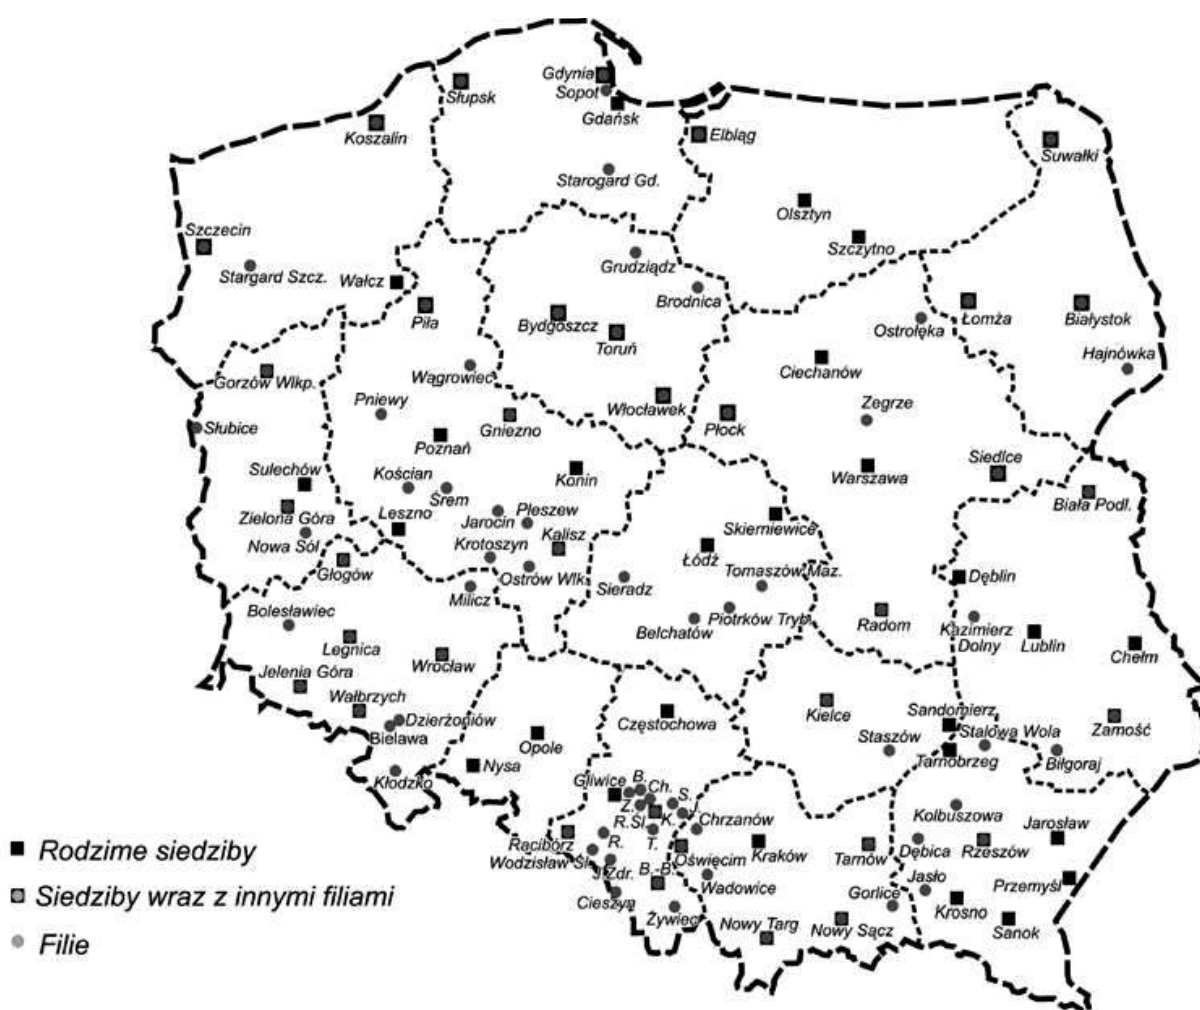 Gdynia
Słupsk
Sopot
Gdańsk
Koszalin
Elbląg
Suwałki
Starogard Gd.
Olsztyn
Szczecin
Szczytno
Grudziądz
Stargard Szcz.
Wałcz
Brodnica
Piła
Bydgoszcz
Toruń
Ostrołęka
Łomża
Białystok
Hajnówka
Ciechanów
Wągrowiec
Gorzów Wlkp.
Pniewy
Włocławek
Zegrze
Płock
Gniezno
Słubice
Poznań
Siedlce
Sulechów
Kościan
Konin
Warszawa
Śrem
Biała Podl.
Leszno
Jarocin
Pleszew
Zielona Góra
Kalisz
Skierniewice
Nowa Sól
Krotoszyn
Łódź
Głogów
Ostrów Wlk.
Sieradz
Tomaszów Maz.
Dęblin
Milicz
Bolesławiec
Piotrków Tryb.
Belchatów
Radom
Kazimierz
Dolny
Lublin
Chełm
Legnica
Wrocław
Jelenia Góra
Wałbrzych
Dzierżoniów
Bielawa
Częstochowa
Kielce
Sandomierz
Stalowa Wola
Zamość
Staszów
Tarnobrzeg
Biłgoraj
Opole
Nysa
Kłodzko
Gliwice
B.
Ch.
S.
Z.
J.
K.
R.Śl.
Chrzanów
Kolbuszowa
Jarosław
Racibórz
R.
T.
Wodzisław Śl.
Oświęcim
Kraków
Tarnów
Dębica
Rzeszów
J.Zdr.
B.-B.
Wadowice
Jasło
Przemyśl
Cieszyn
Gorlice
Krosno
Żywiec
Nowy Targ
Nowy Sącz
Sanok
Rodzime siedziby
Siedziby wraz z innymi filiami
Filie